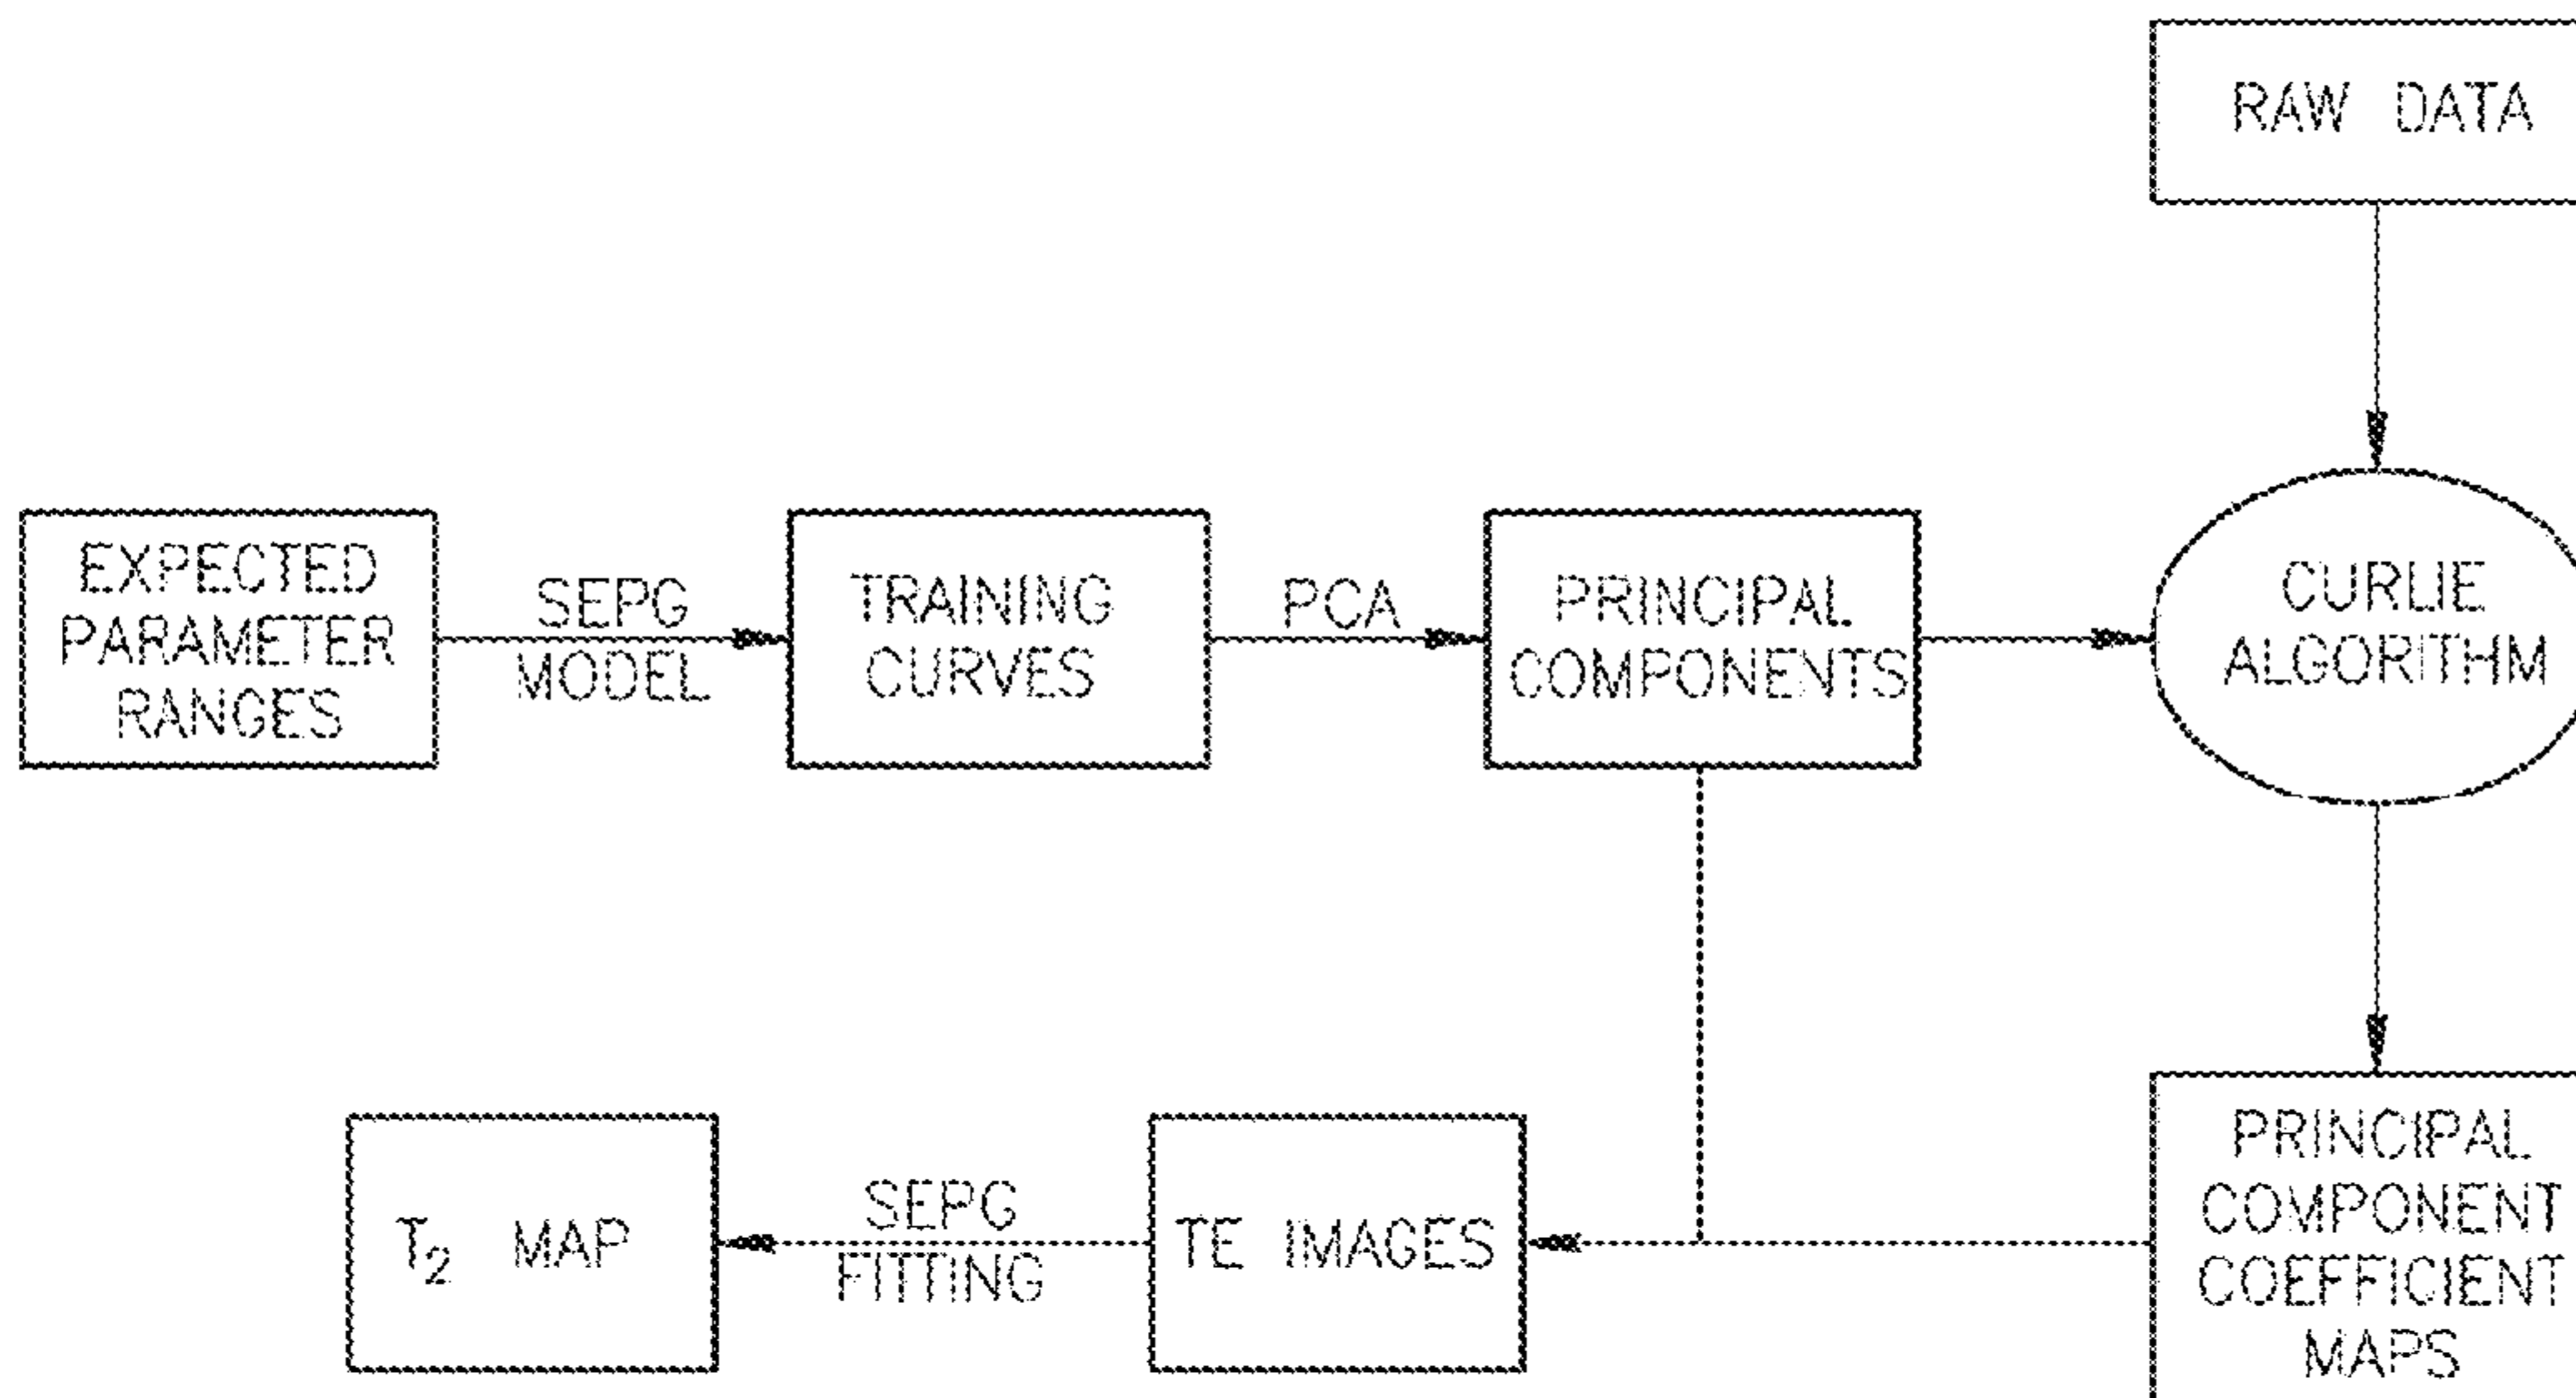 RAW DATA
EXPECTED
PARAMETER
RANGES
SEPG
MODEL
TRAINING
CURVES
PCA
PRINCIPAL
COMPONENTS
CURLIE
ALGORITHM
T₂ MAP
SEPG
FITTING
TE IMAGES
PRINCIPAL
COMPONENT
COEFFICIENT
MAPS